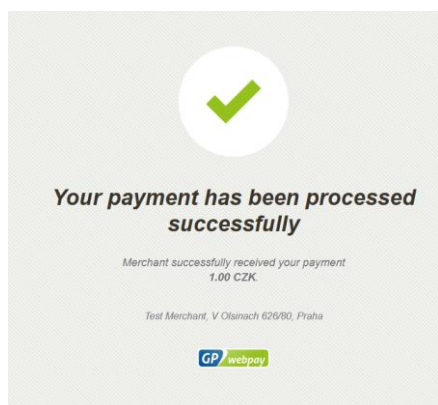 Your payment has been processed
successfully
Merchant successfully received your payment
1.00 CZK.
Test Merchant, V Olsinach 626/80, Praha
GP webpay